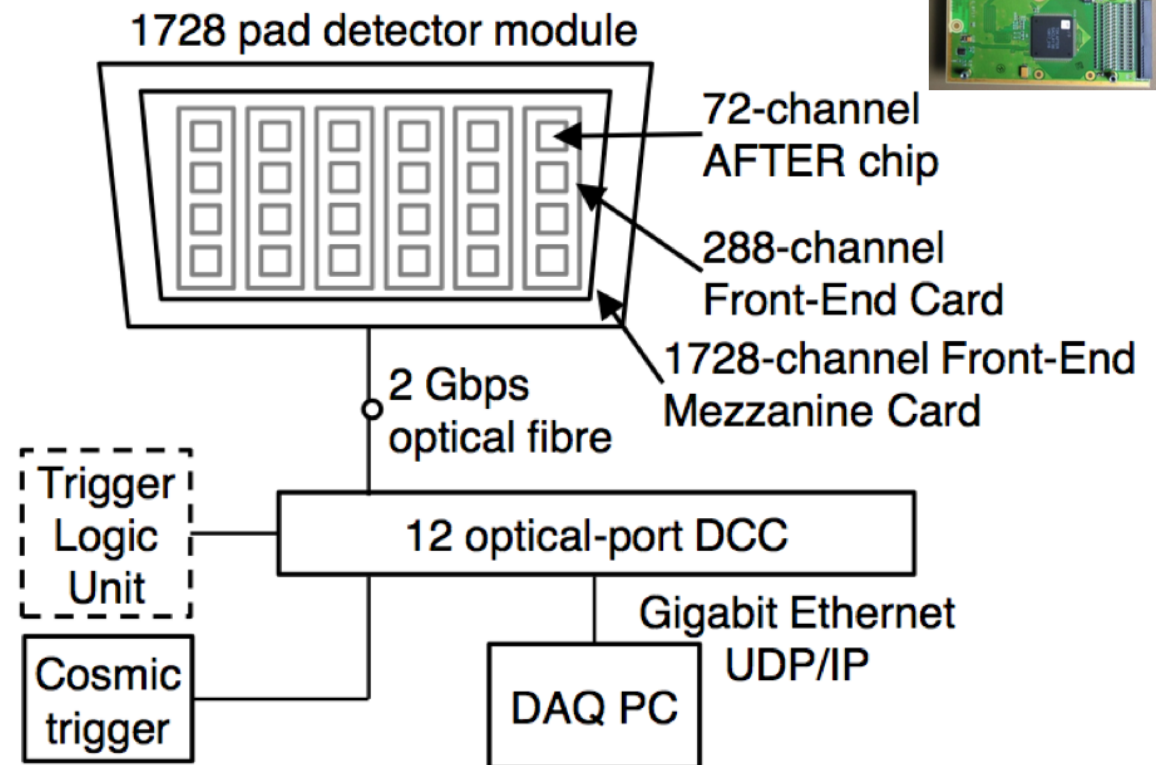 1728 pad detector module
72-channel
AFTER chip
288-channel
Front-End Card
1728-channel Front-End
Mezzanine Card
2 Gbps
optical fibre
Trigger
Logic
Unit
12 optical-port DCC
Gigabit Ethernet
UDP/IP
Cosmic
trigger
DAQ PC